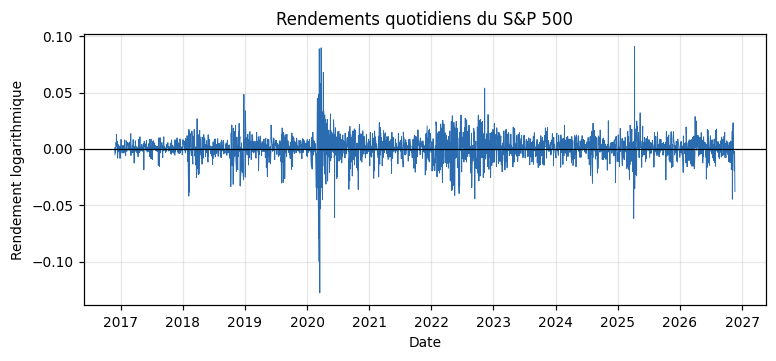 Rendements quotidiens du S&P 500
Rendement logarithmique
0.10
0.05
0.00
−0.05
−0.10
2017 2018 2019 2020 2021 2022 2023 2024 2025 2026 2027
Date